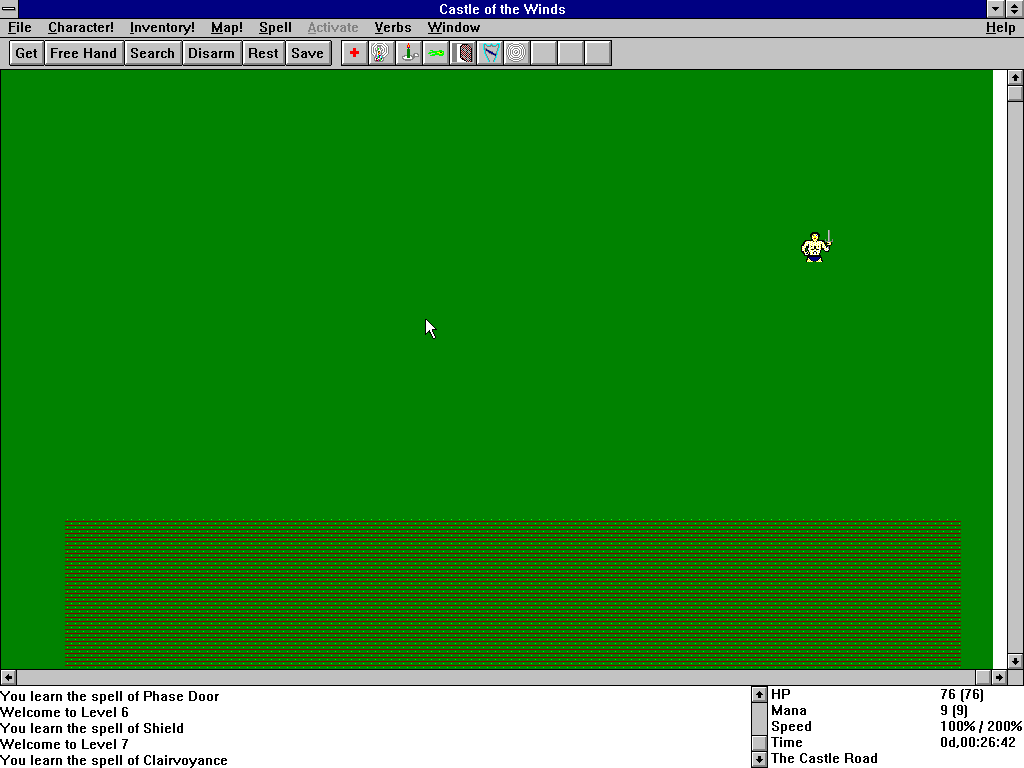 Castle of the Winds
File Character! Inventory! Map! Spell Activate Verbs Window Help
Get Free Hand Search Disarm Rest Save
You learn the spell of Phase Door
Welcome to Level 6
You learn the spell of Shield
Welcome to Level 7
You learn the spell of Clairvoyance
HP 76 (76)
Mana 9 (9)
Speed 100% / 200%
Time 0d,00:26:42
The Castle Road